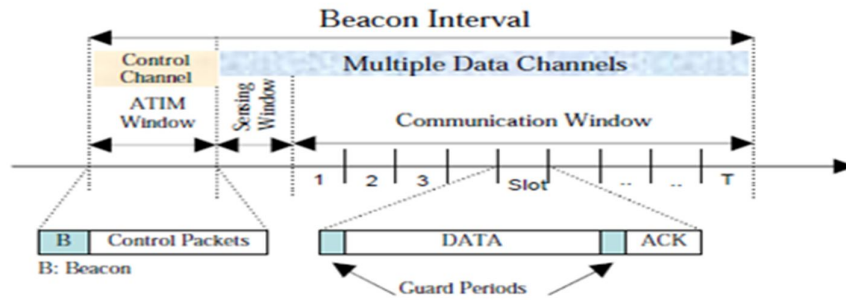 Beacon Interval
Control
Channel
Multiple Data Channels
ATIM
Window
Sensing
Window
Communication Window
1 2 3 Slot .. .. T
B Control Packets
DATA ACK
B: Beacon
Guard Periods